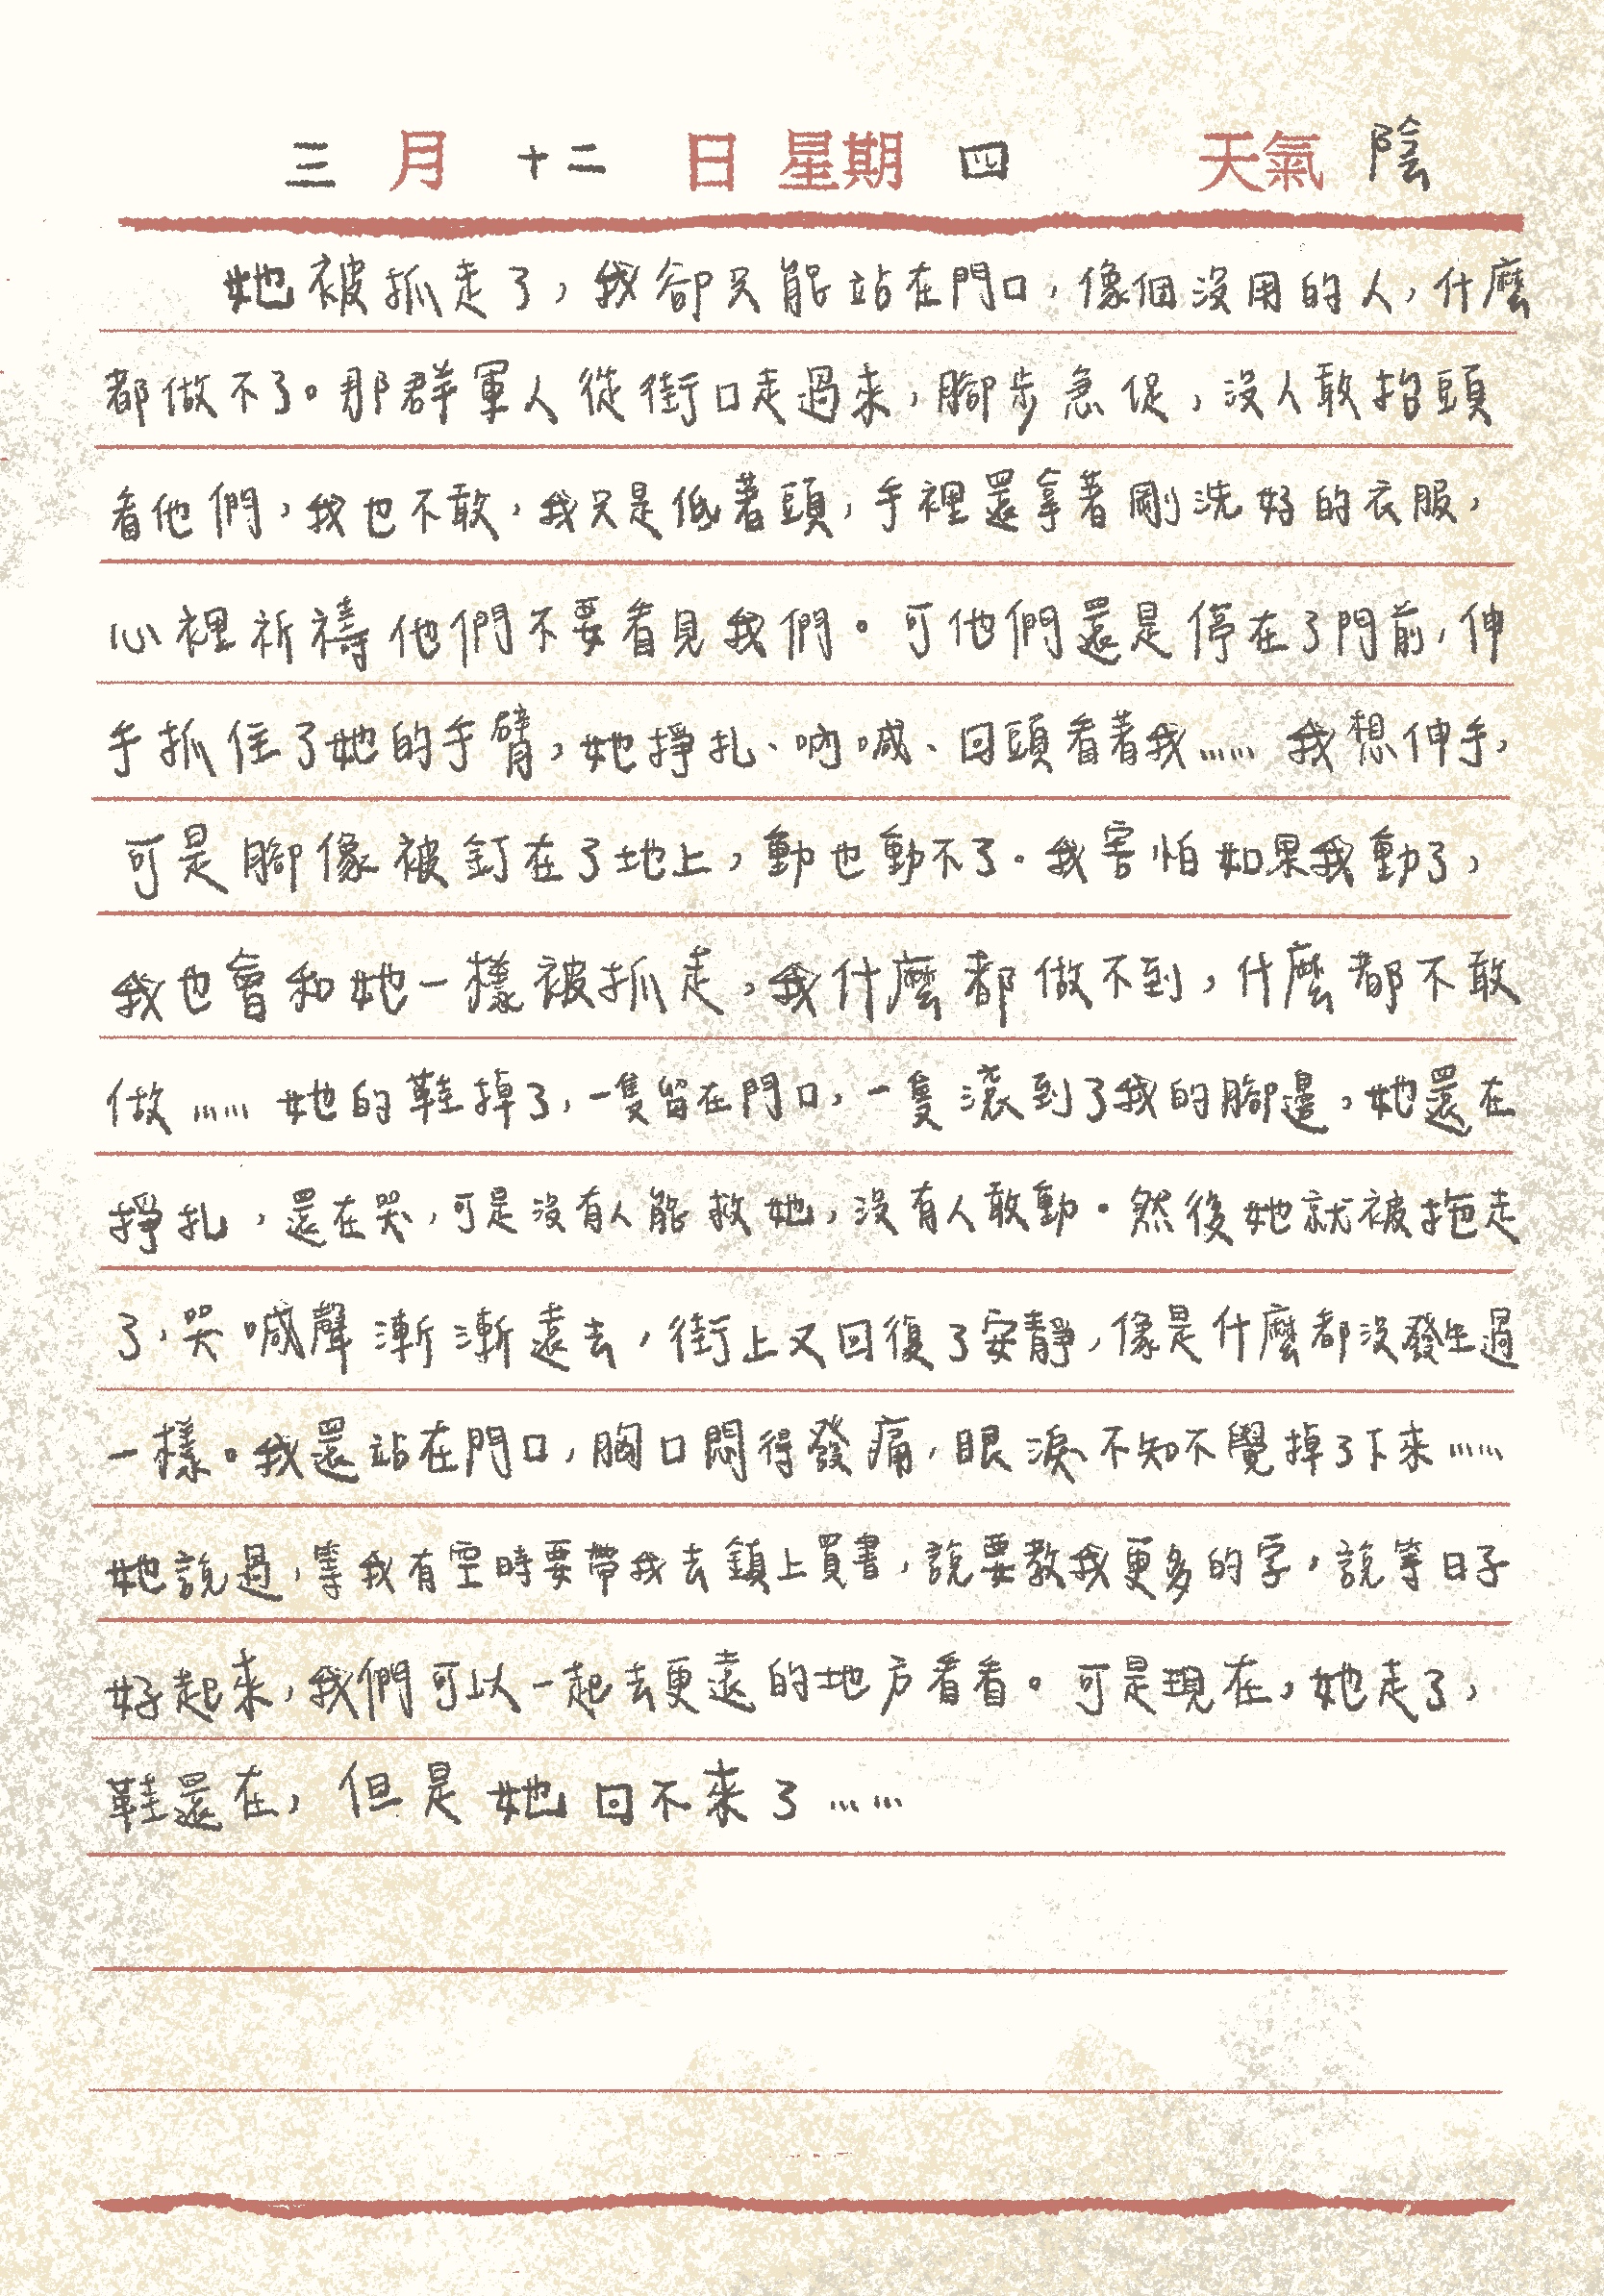 三月十二日星期四 天氣陰
她被抓走了，我卻只能站在門口，像個沒用的人，什麼
都做不了。那群軍人從街口走過來，腳步急促，沒人敢抬頭
看他們，我也不敢，我只是低著頭，手裡還拿著剛洗好的衣服，
心裡祈禱他們不要看見我們。可他們還是停在了門前，伸
手抓住了她的手臂，她掙扎、吶喊、回頭看著我…… 我想伸手，
可是腳像被釘在了地上，動也動不了。我害怕如果我動了，
我也會和她一樣被抓走，我什麼都做不到，什麼都不敢
做……她的鞋掉了，一隻留在門口，一隻滾到了我的腳邊，她還在
掙扎，還在哭，可是沒有人能救她，沒有人敢動。然後她就被拖走
了，哭喊聲漸漸遠去，街上又回復了安靜，像是什麼都沒發生過
一樣。我還站在門口，胸口悶得發痛，眼淚不知不覺掉了下來……
她說過，等我有空時要帶我去鎮上買書，說要教我更多的字，說等日子
好起來，我們可以一起去更遠的地方看看。可是現在，她走了，
鞋還在，但是她回不來了……